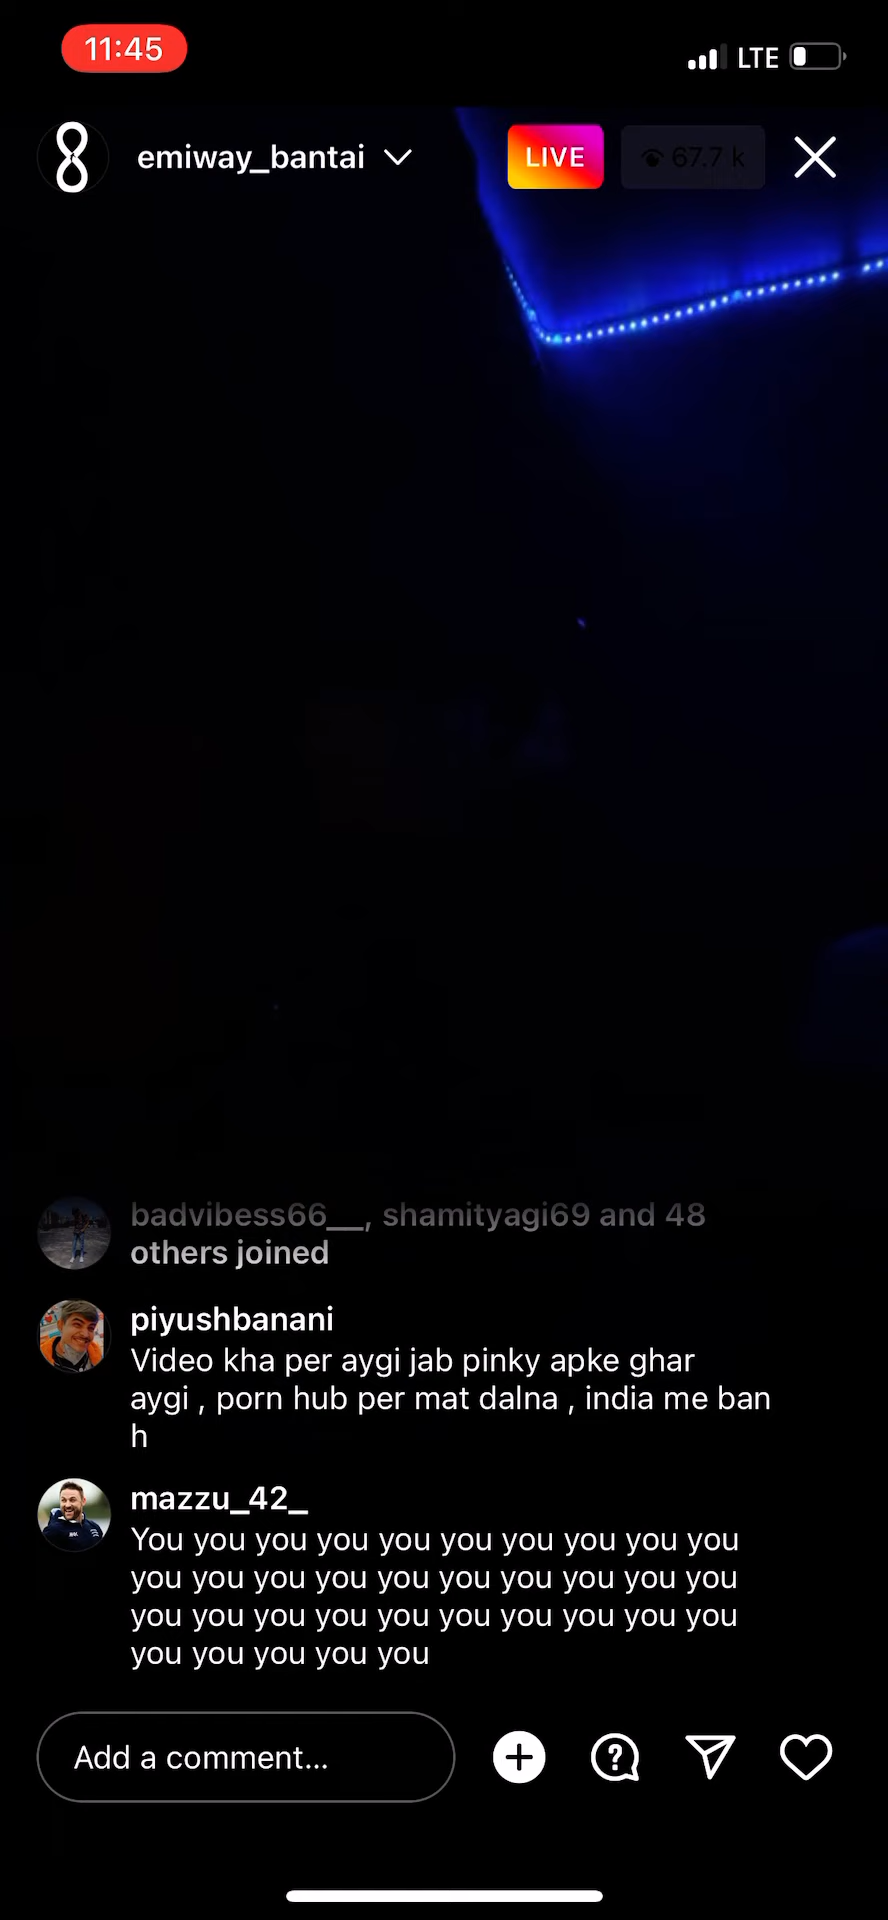 11:45
LTE
emiway_bantai
LIVE
67.7 k
badvibess66__, shamityagi69 and 48
others joined
piyushbanani
Video kha per aygi jab pinky apke ghar
aygi , porn hub per mat dalna , india me ban
h
mazzu_42_
You you you you you you you you you you
you you you you you you you you you you
you you you you you you you you you you
you you you you you
Add a comment...